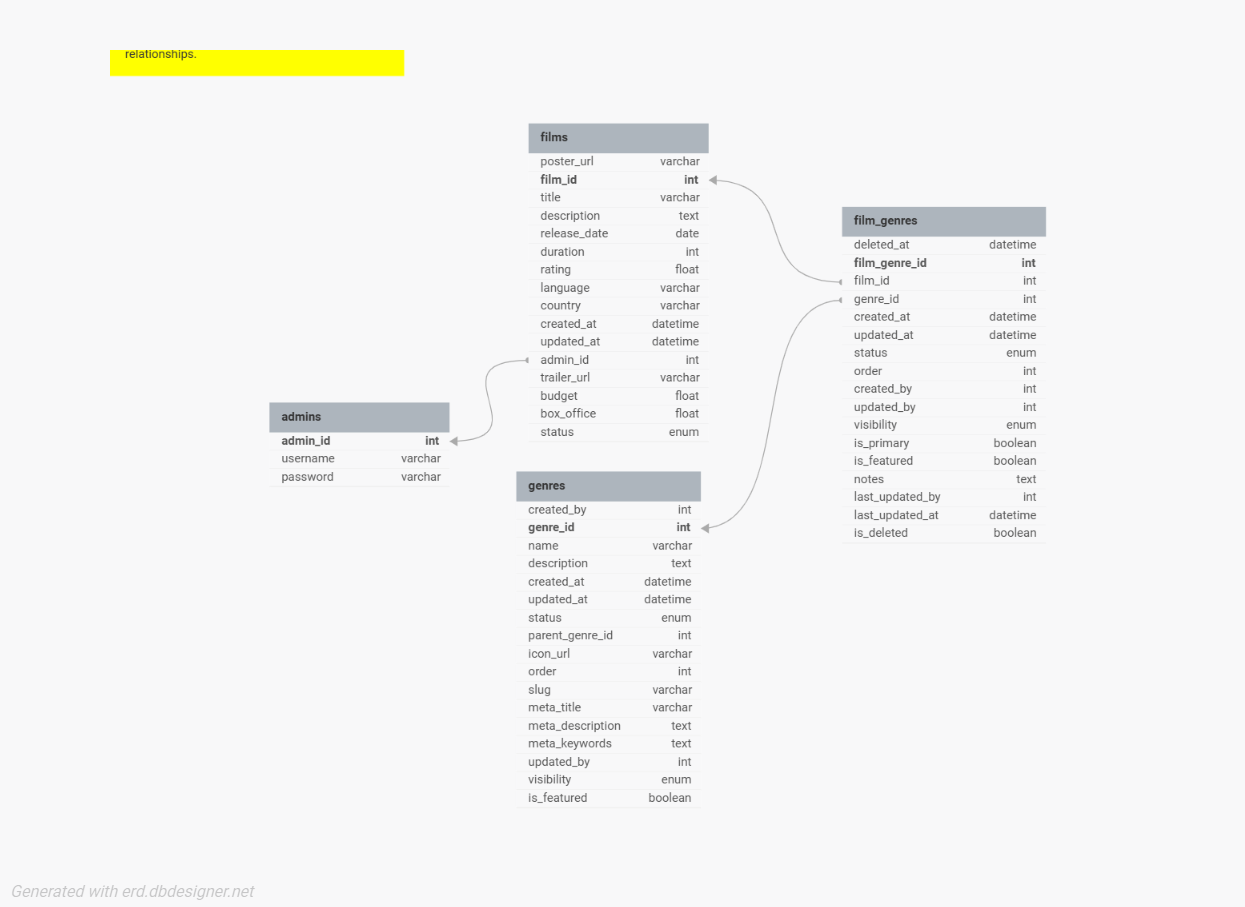 relationships.
films
poster_url varchar
film_id int
title varchar
description text
release_date date
duration int
rating float
language varchar
country varchar
created_at datetime
updated_at datetime
admin_id int
trailer_url varchar
budget float
box_office float
status enum
film_genres
deleted_at datetime
film_genre_id int
film_id int
genre_id int
created_at datetime
updated_at datetime
status enum
order int
created_by int
updated_by int
visibility enum
is_primary boolean
is_featured boolean
notes text
last_updated_by int
last_updated_at datetime
is_deleted boolean
admins
admin_id int
username varchar
password varchar
genres
created_by int
genre_id int
name varchar
description text
created_at datetime
updated_at datetime
status enum
parent_genre_id int
icon_url varchar
order int
slug varchar
meta_title varchar
meta_description text
meta_keywords text
updated_by int
visibility enum
is_featured boolean
Generated with erd.dbdesigner.net